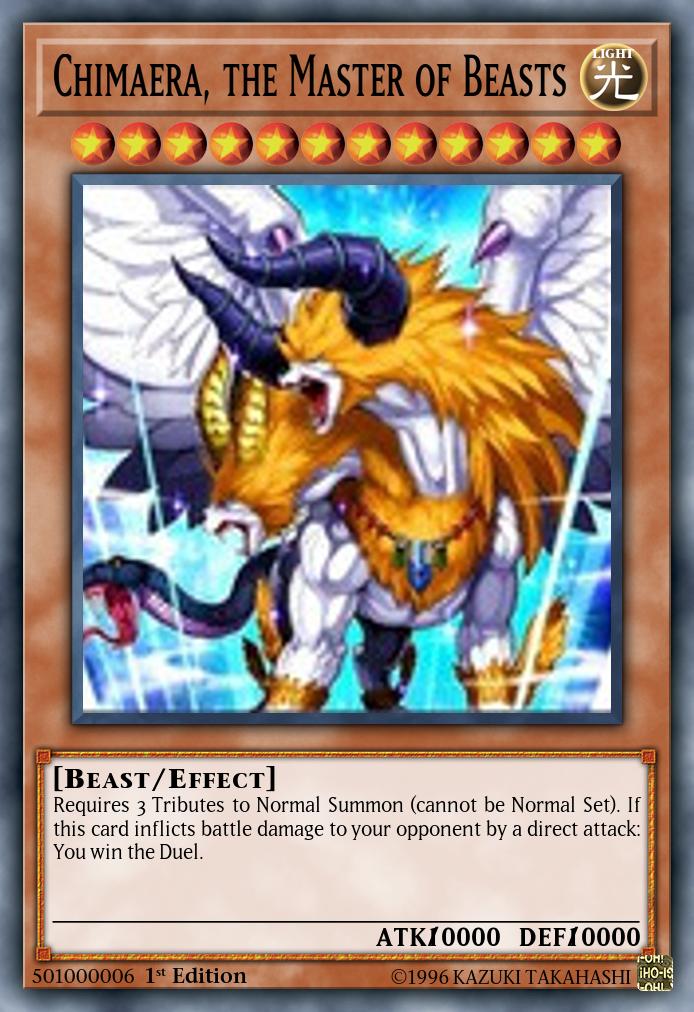 Chimaera, the Master of Beasts
LIGHT
光
[Beast/Effect]
Requires 3 Tributes to Normal Summon (cannot be Normal Set). If
this card inflicts battle damage to your opponent by a direct attack:
You win the Duel.
ATK/10000 DEF/10000
501000006 1st Edition
©1996 KAZUKI TAKAHASHI